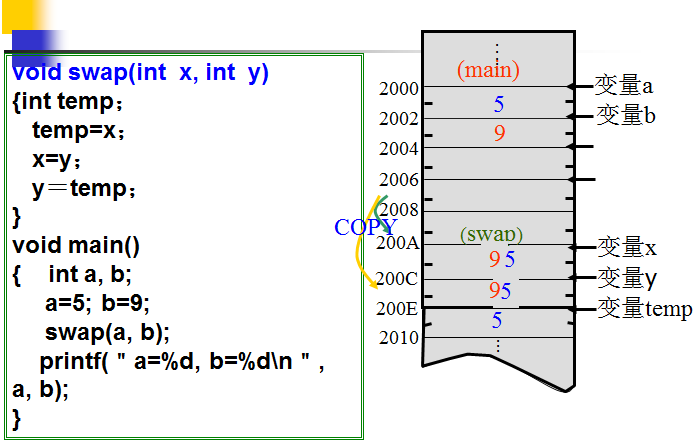 void swap(int x, int y)
{int temp；
temp=x；
x=y；
y＝temp；
}
void main()
{ int a, b;
a=5; b=9;
swap(a, b);
printf(＂a=%d, b=%d\n＂,
a, b);
}
(main)
2000
变量a
5
2002
变量b
9
2004
2006
2008
COPY
(swap)
200A
变量x
9 5
200C
变量y
95
200E
变量temp
5
2010